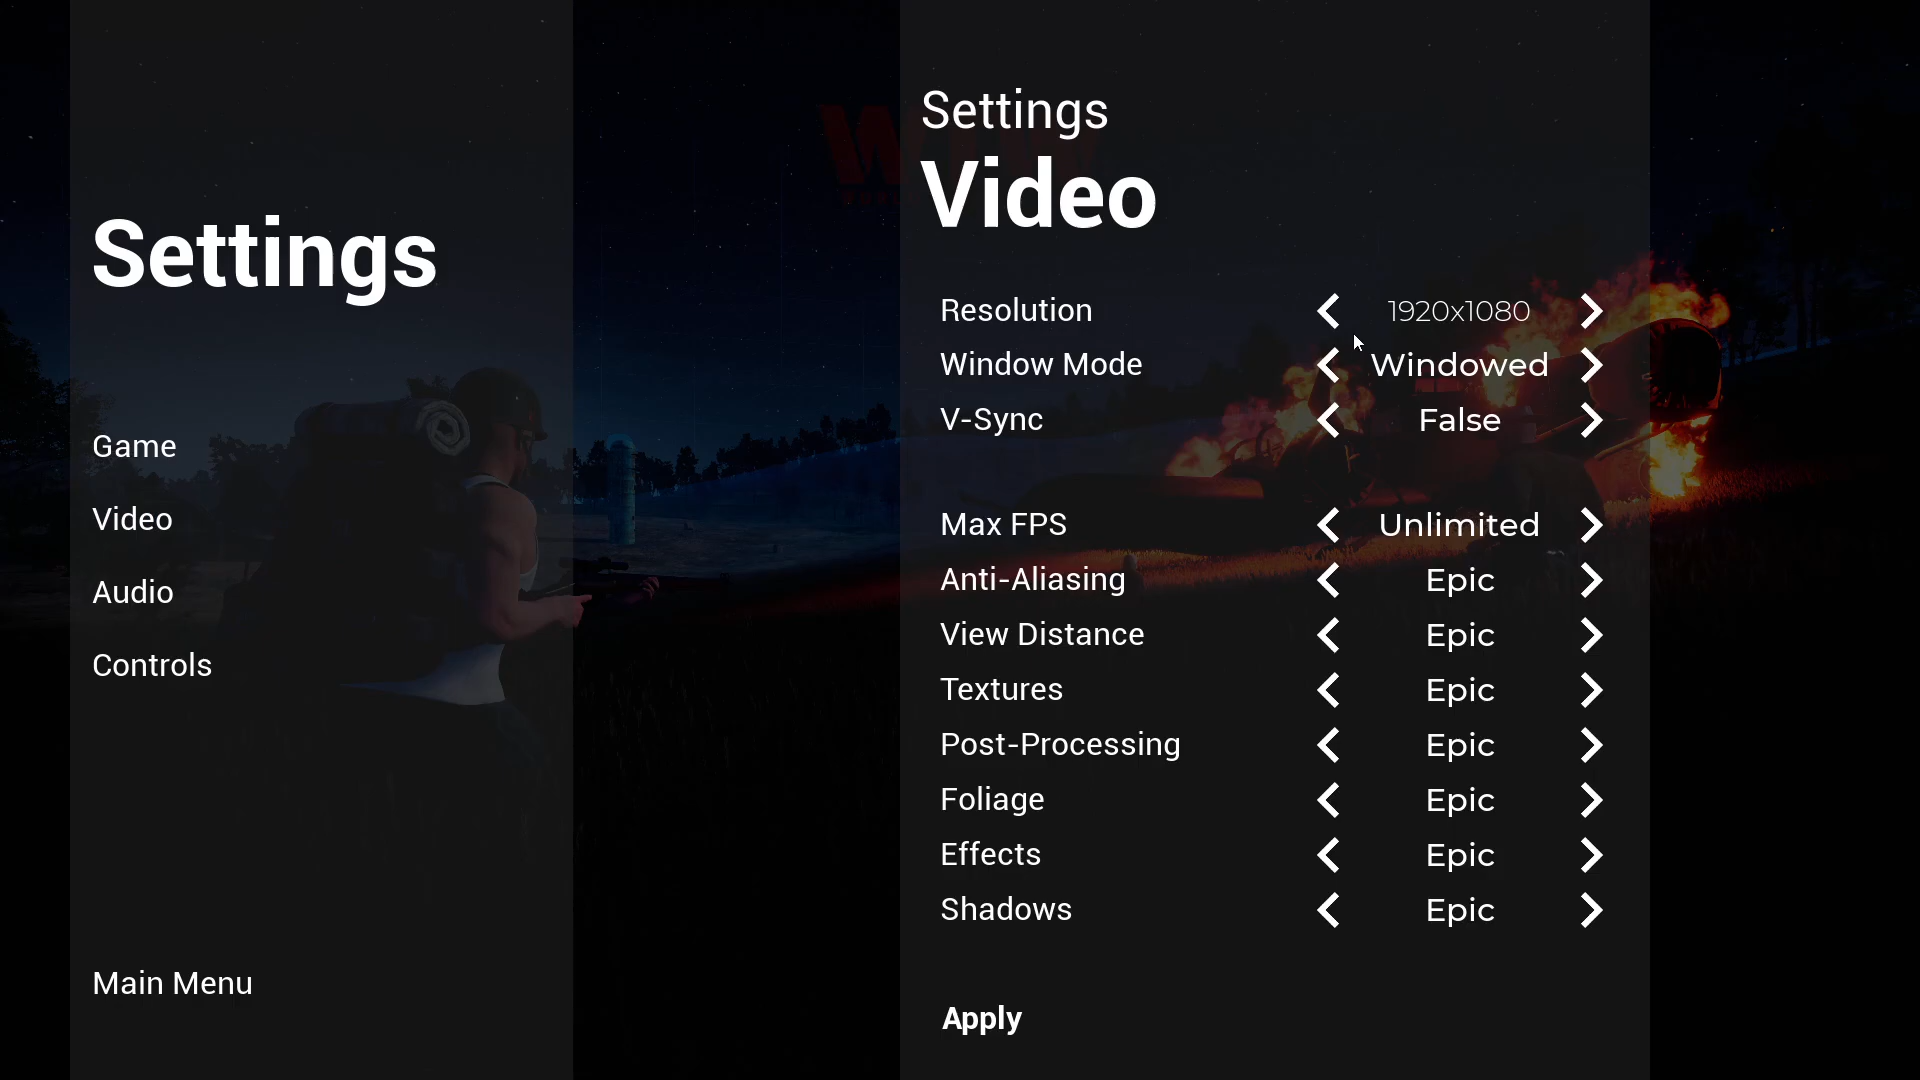 Settings
Game
Video
Audio
Controls
Main Menu
Settings
Video
Resolution 1920x1080
Window Mode Windowed
V-Sync False
Max FPS Unlimited
Anti-Aliasing Epic
View Distance Epic
Textures Epic
Post-Processing Epic
Foliage Epic
Effects Epic
Shadows Epic
Apply